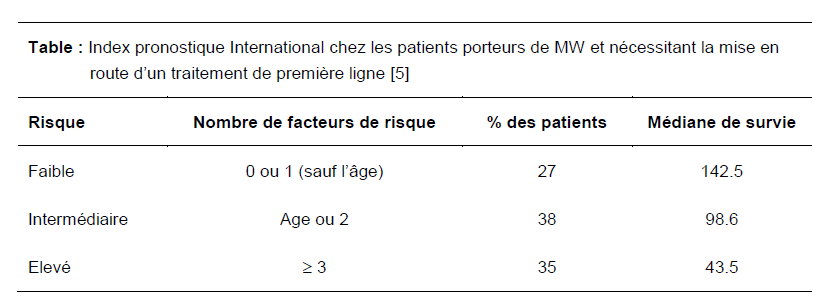 Table : Index pronostique International chez les patients porteurs de MW et nécessitant la mise en
route d’un traitement de première ligne [5]
Risque Nombre de facteurs de risque % des patients Médiane de survie
Faible 0 ou 1 (sauf l’âge) 27 142.5
Intermédiaire Age ou 2 38 98.6
Elevé ≥ 3 35 43.5